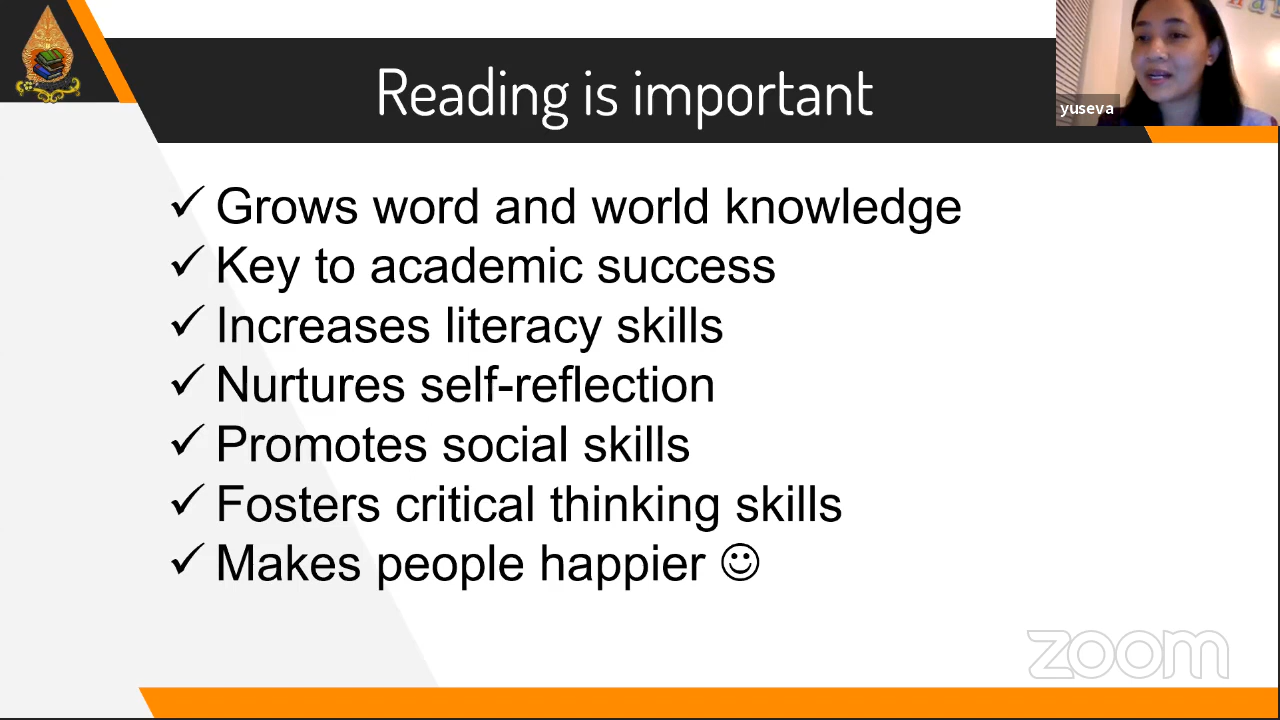 Reading is important
yuseva
✓ Grows word and world knowledge
✓ Key to academic success
✓ Increases literacy skills
✓ Nurtures self-reflection
✓ Promotes social skills
✓ Fosters critical thinking skills
✓ Makes people happier ☺
zoom